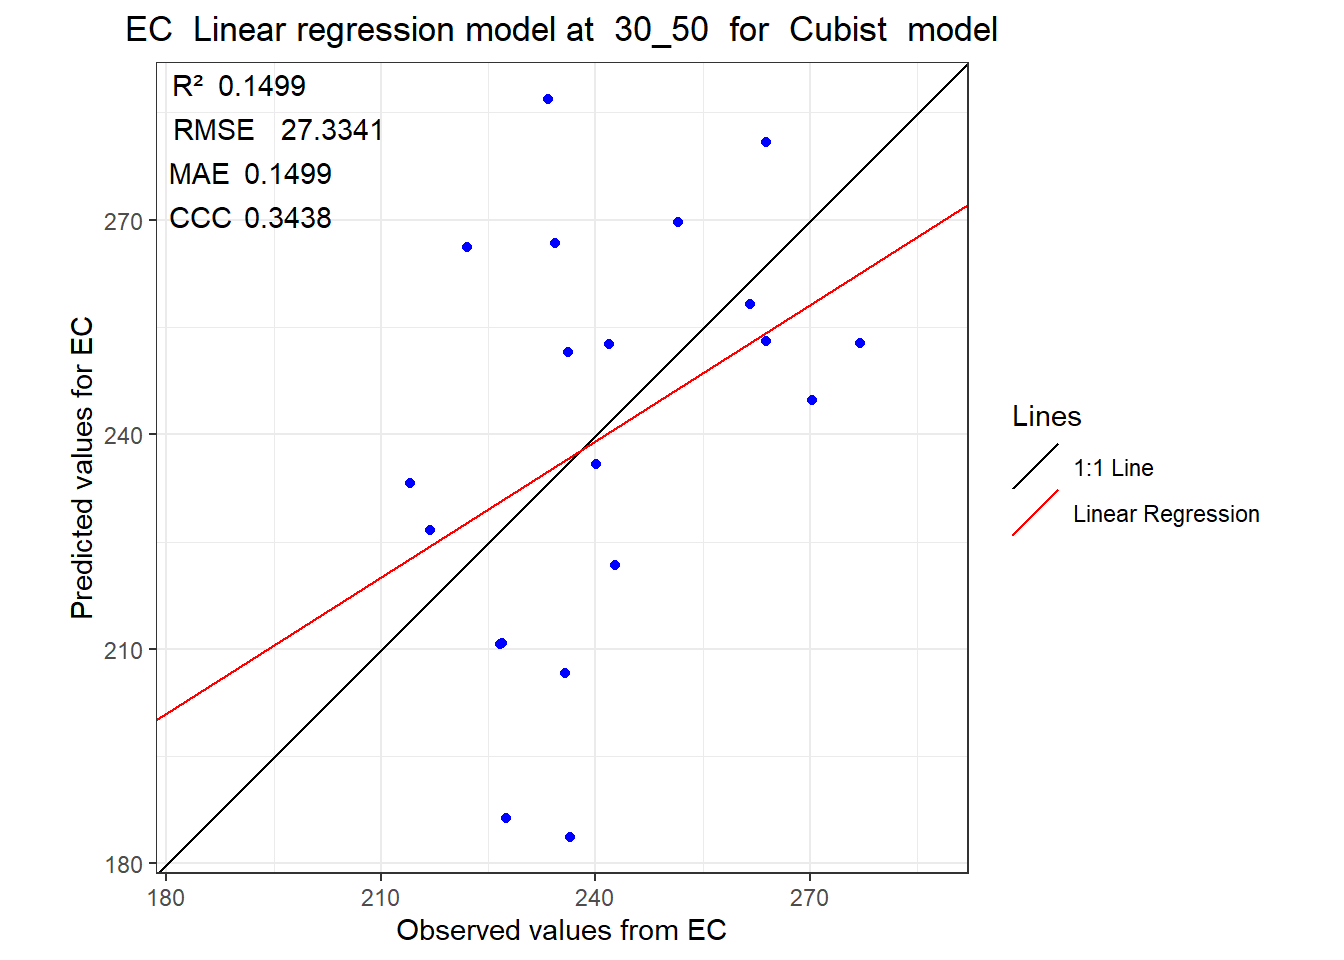 EC  Linear regression model at  30_50  for  Cubist  model
R²  0.1499
RMSE   27.3341
MAE  0.1499
CCC  0.3438
270
240
210
180
Predicted values for EC
180 210 240 270
Observed values from EC
Lines
1:1 Line
Linear Regression